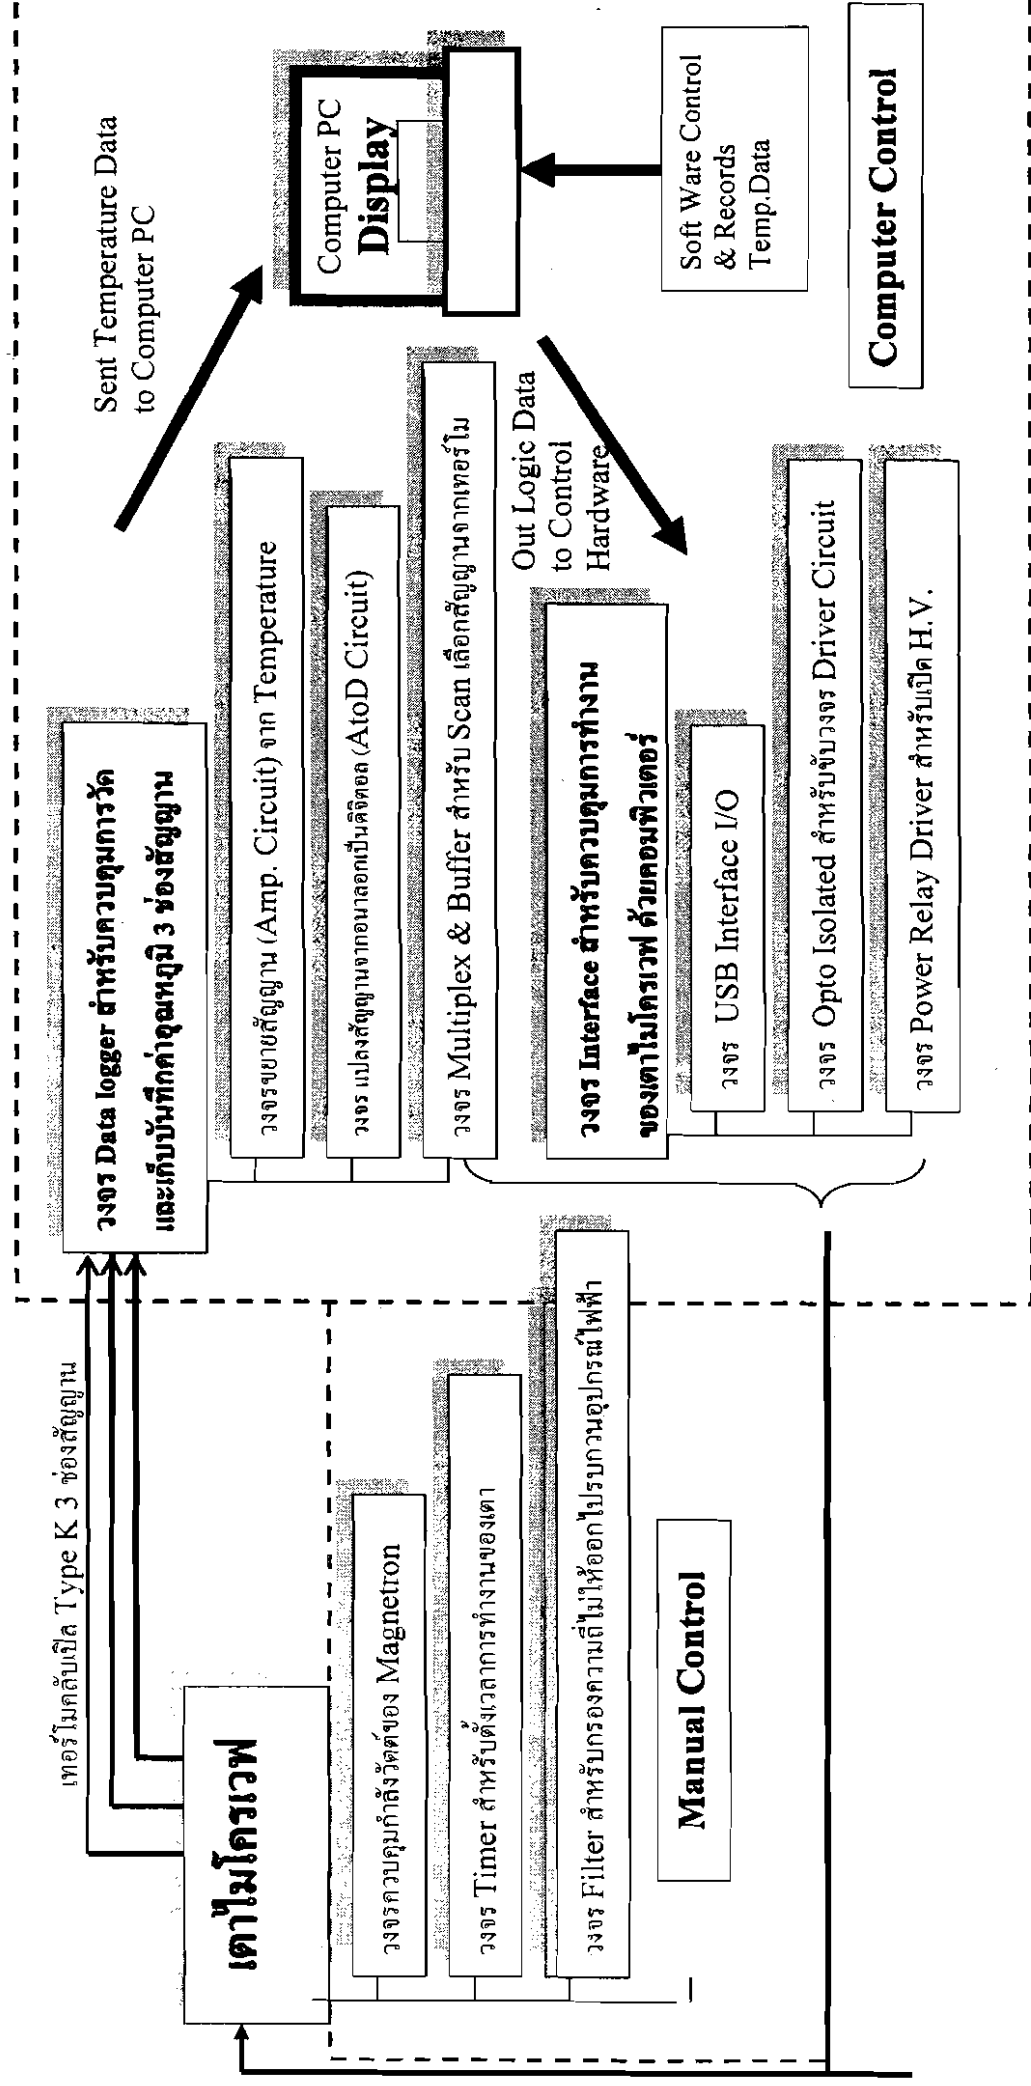 เทอร์โมคลับเปิล Type K 3 ช่องสัญญาน
เตาไมโครเวฟ
วงจรควบคุมกำลังวัตต์ของ Magnetron
วงจร Timer สำหรับตั้งเวลาการทำงานของเตา
วงจร Filter สำหรับกรองความถี่ไม่ให้ออกไปรบกวนอุปกรณ์ไฟฟ้า
Manual Control
วงจร Data logger สำหรับควบคุมการวัด
และเก็บบันทึกค่าอุณหภูมิ 3 ช่องสัญญาน
วงจรขยายสัญญาน (Amp. Circuit) จาก Temperature
วงจร แปลงสัญญานจากอนาลอกเป็นดิจิตอล (AtoD Circuit)
วงจร Multiplex & Buffer สำหรับ Scan เลือกสัญญานจากเทอร์โม
วงจร Interface สำหรับควบคุมการทำงาน
ของเตาไมโครเวฟ ด้วยคอมพิวเตอร์
วงจร USB Interface I/O
วงจร Opto Isolated สำหรับขับวงจร Driver Circuit
วงจร Power Relay Driver สำหรับเปิด H.V.
Sent Temperature Data
to Computer PC
Computer PC
Display
Out Logic Data
to Control
Hardware
Soft Ware Control
& Records
Temp.Data
Computer Control